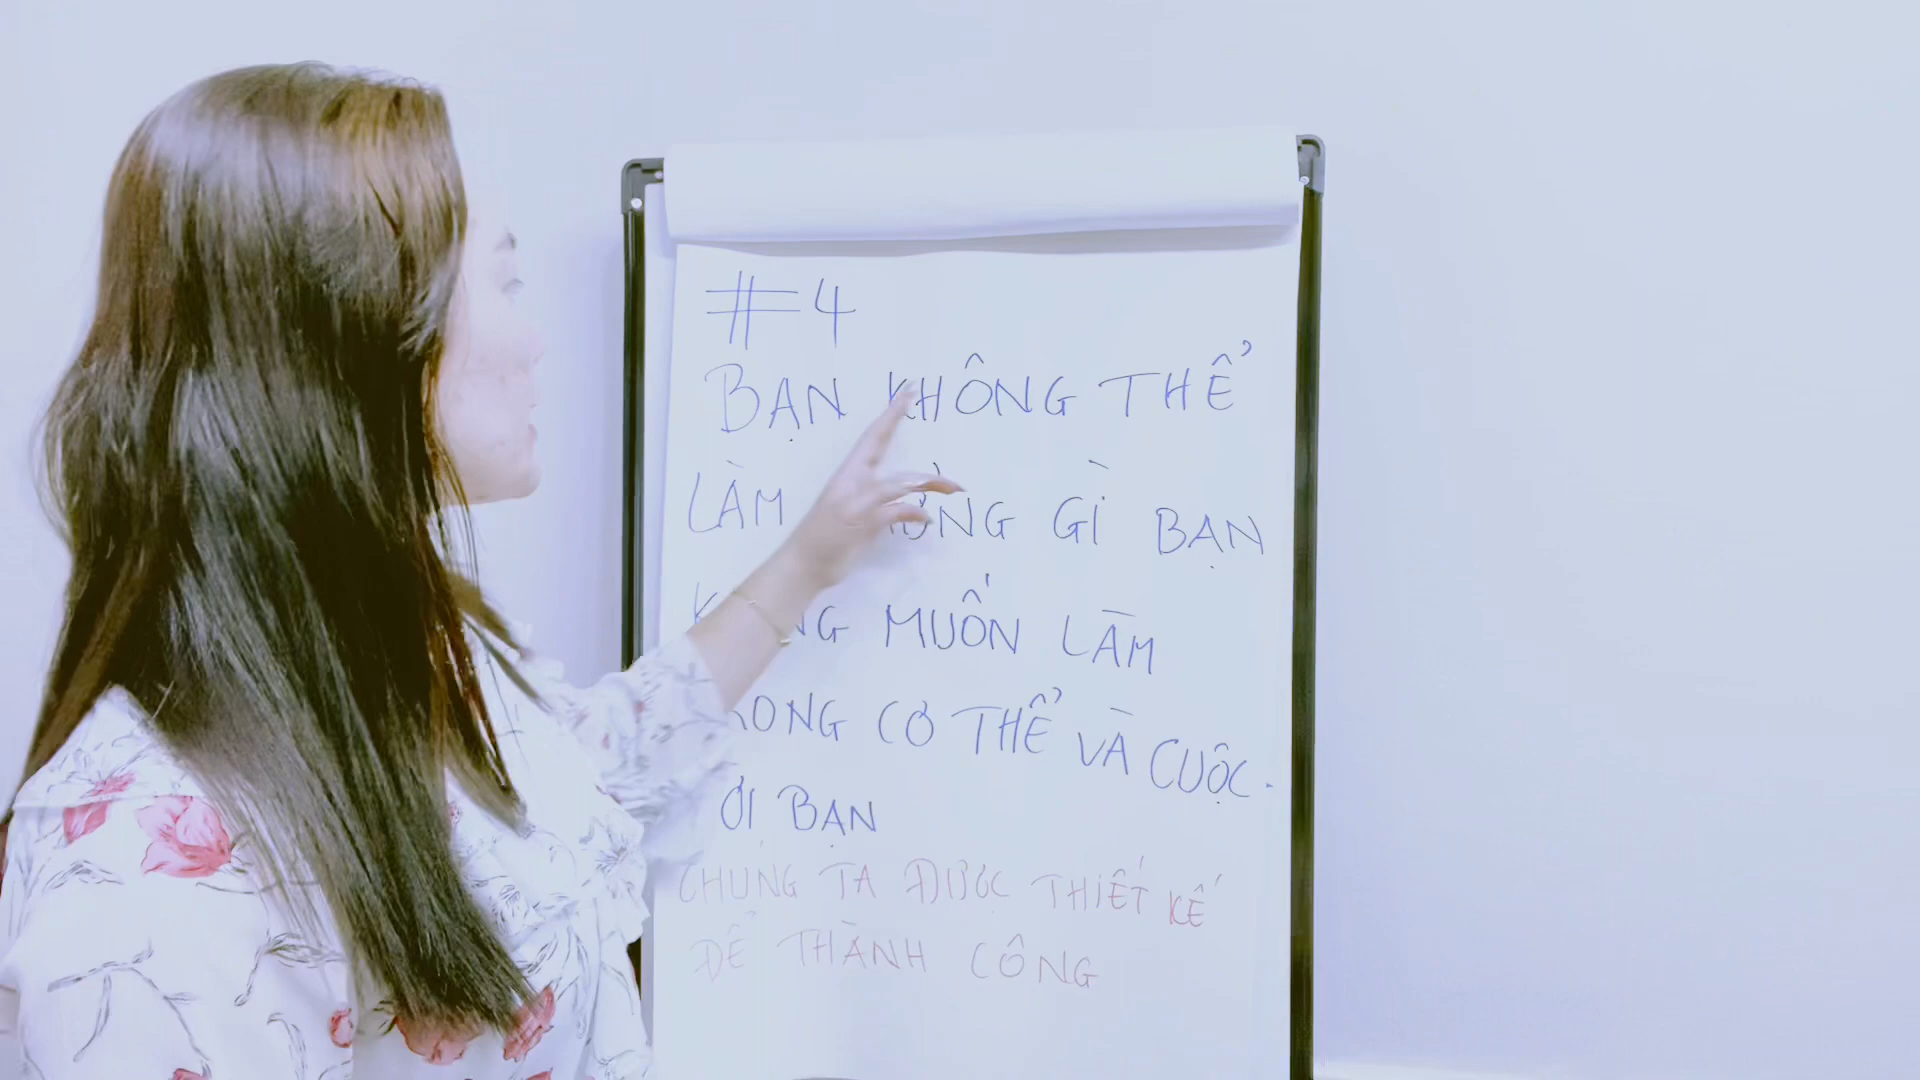 #4
BẠN KHÔNG THỂ
LÀM GÌ BẠN
MUỐN LÀM
CƠ THỂ VÀ CUỘC
BẠN
CHÚNG TA ĐƯỢC THIẾT KẾ
ĐỂ THÀNH CÔNG